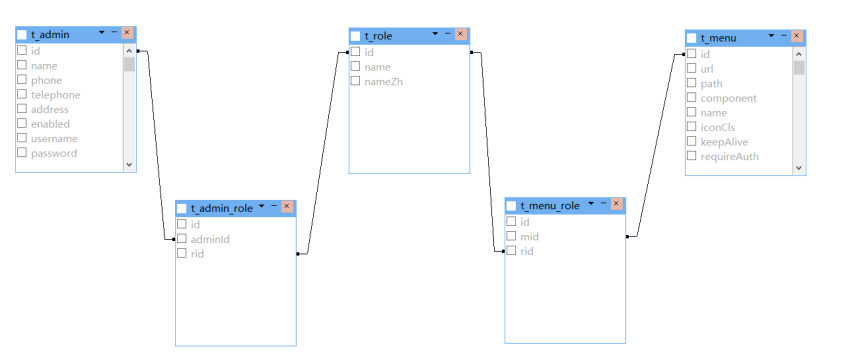 t_admin
id
name
phone
telephone
address
enabled
username
password
t_role
id
name
nameZh
t_menu
id
url
path
component
name
iconCls
keepAlive
requireAuth
t_admin_role
id
adminId
rid
t_menu_role
id
mid
rid